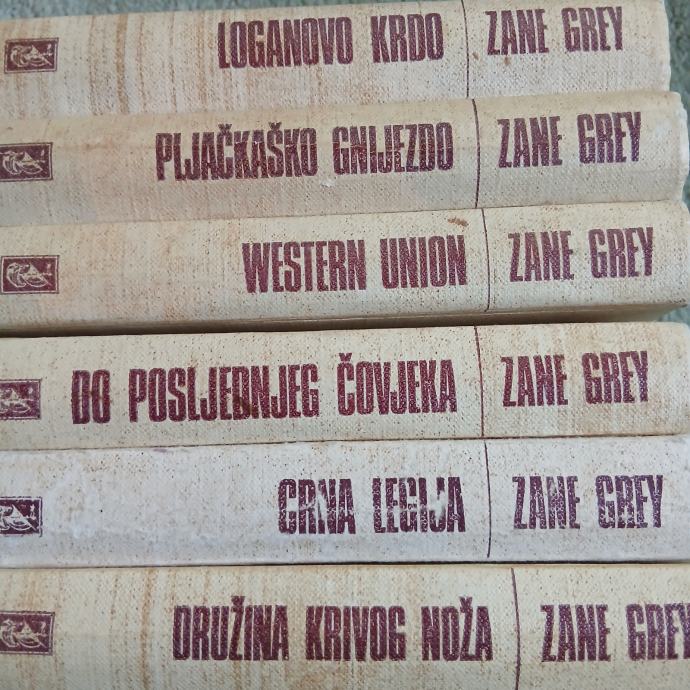 LOGANOVO KRDO ZANE GREY
PLJAČKAŠKO GNIJEZDO ZANE GREY
WESTERN UNION ZANE GREY
DO POSLJEDNJEG ČOVJEKA ZANE GREY
CRNA LEGIJA ZANE GREY
DRUŽINA KRIVOG NOŽA ZANE GREY